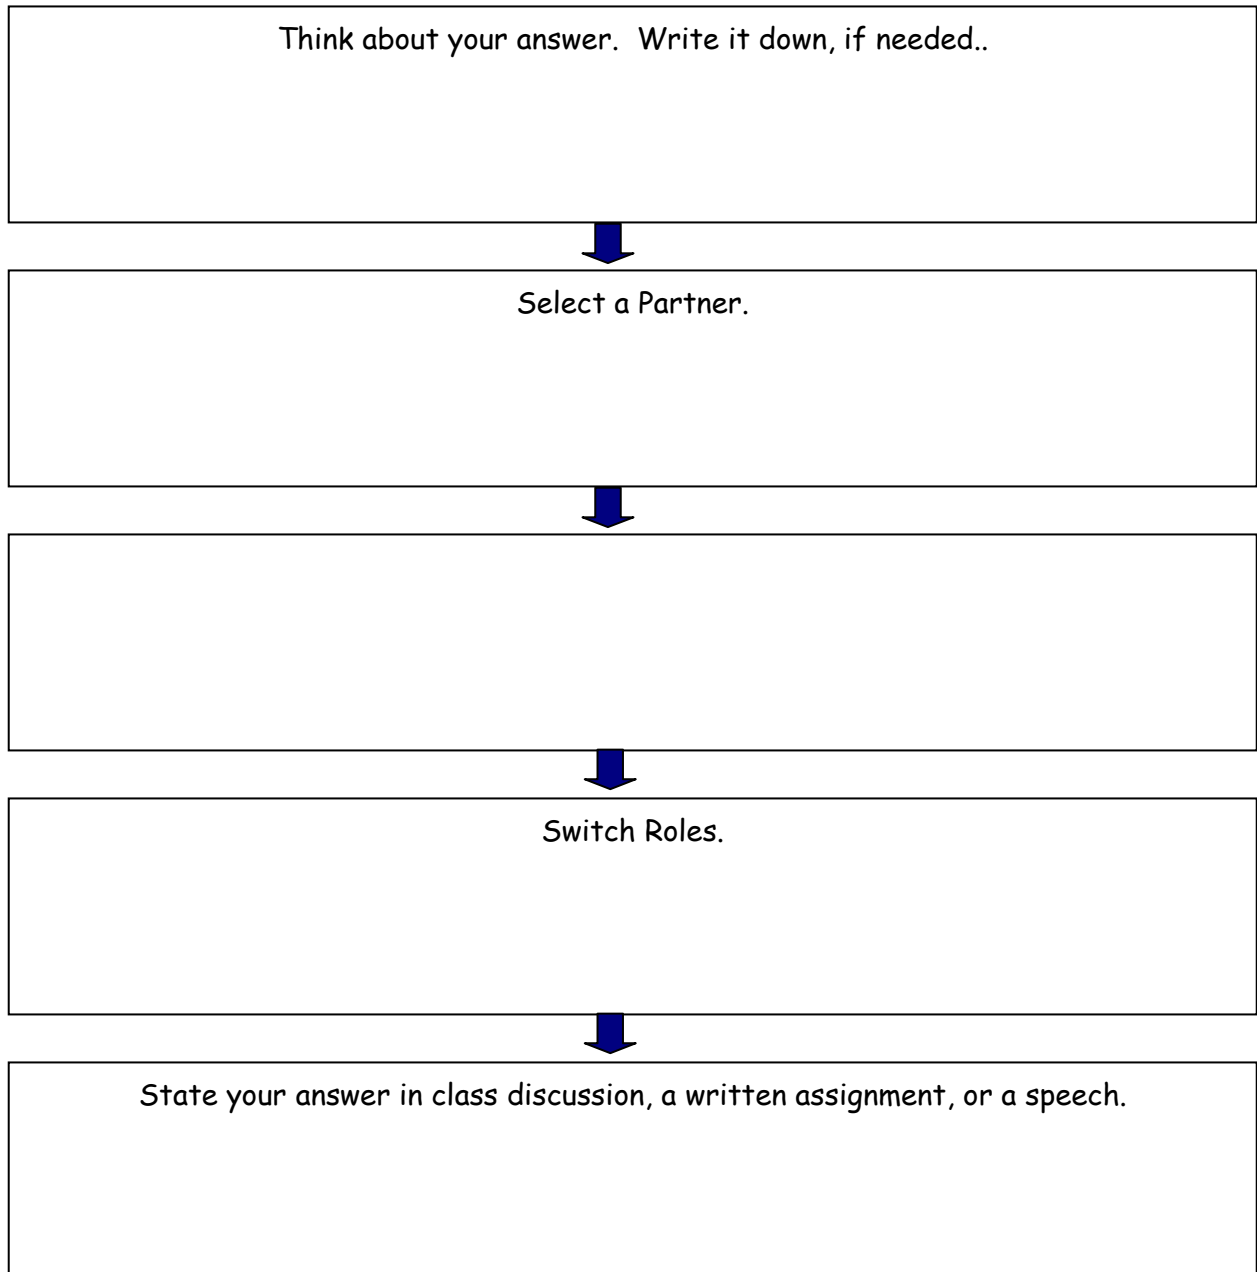 Think about your answer.  Write it down, if needed..
Select a Partner.
Switch Roles.
State your answer in class discussion, a written assignment, or a speech.